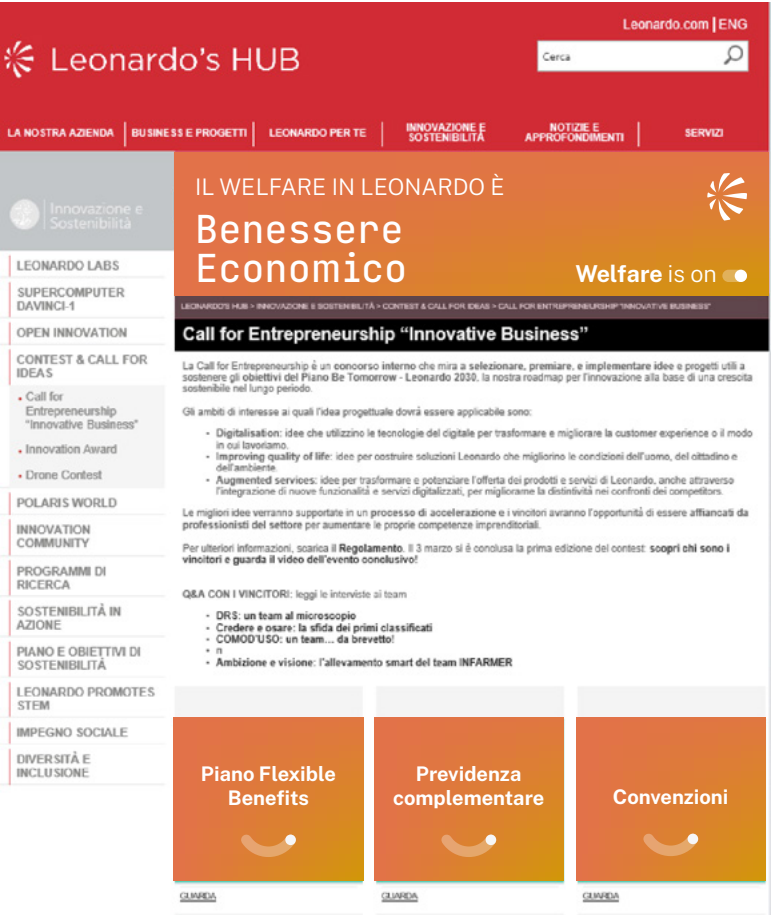 Leonardo.com | ENG
Leonardo's HUB
Cerca
LA NOSTRA AZIENDA
BUSINESS E PROGETTI
LEONARDO PER TE
INNOVAZIONE E
SOSTENIBILITÀ
NOTIZIE E
APPROFONDIMENTI
SERVIZI
Innovazione e
Sostenibilità
LEONARDO LABS
SUPERCOMPUTER
DAVINCI-1
OPEN INNOVATION
CONTEST & CALL FOR
IDEAS
• Call for
Entrepreneurship
"Innovative Business"
• Innovation Award
• Drone Contest
POLARIS WORLD
INNOVATION
COMMUNITY
PROGRAMMI DI
RICERCA
SOSTENIBILITÀ IN
AZIONE
PIANO E OBIETTIVI DI
SOSTENIBILITÀ
LEONARDO PROMOTES
STEM
IMPEGNO SOCIALE
DIVERSITÀ E
INCLUSIONE
IL WELFARE IN LEONARDO È
Benessere
Economico
Welfare is on
LEONARDO'S HUB > INNOVAZIONE E SOSTENIBILITÀ > CONTEST & CALL FOR IDEAS > CALL FOR ENTREPRENEURSHIP "INNOVATIVE BUSINESS"
Call for Entrepreneurship “Innovative Business”
La Call for Entrepreneurship è un concorso interno che mira a selezionare, premiare, e implementare idee e progetti utili a
sostenere gli obiettivi del Piano Be Tomorrow - Leonardo 2030, la nostra roadmap per l'innovazione alla base di una crescita
sostenibile nel lungo periodo.
Gli ambiti di interesse ai quali l'idea progettuale dovrà essere applicabile sono:
• Digitalisation: idee che utilizzino le tecnologie del digitale per trasformare e migliorare la customer experience o il modo
in cui lavoriamo.
• Improving quality of life: idee per costruire soluzioni Leonardo che migliorino le condizioni dell'uomo, del cittadino e
dell'ambiente.
• Augmented services: idee per trasformare e potenziare l'offerta dei prodotti e servizi di Leonardo, anche attraverso
l'integrazione di nuove funzionalità e servizi digitalizzati, per migliorarne la distintività nei confronti dei competitors.
Le migliori idee verranno supportate in un processo di accelerazione e i vincitori avranno l'opportunità di essere affiancati da
professionisti del settore per aumentare le proprie competenze imprenditoriali.
Per ulteriori informazioni, scarica il Regolamento. Il 3 marzo si è conclusa la prima edizione del contest: scopri chi sono i
vincitori e guarda il video dell'evento conclusivo!
Q&A CON I VINCITORI: leggi le interviste ai team
• DRS: un team al microscopio
• Credere e osare: la sfida dei primi classificati
• COMOD'USO: un team… da brevetto!
• n
• Ambizione e visione: l'allevamento smart del team INFARMER
Piano Flexible
Benefits
Previdenza
complementare
Convenzioni
GUARDA
GUARDA
GUARDA